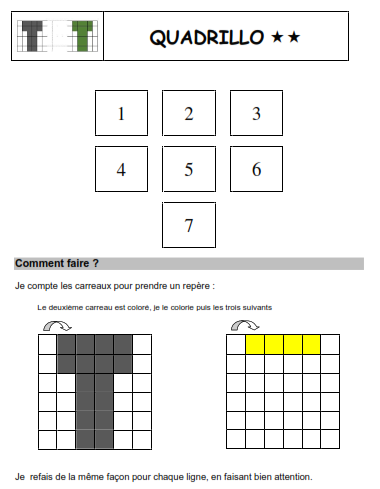 QUADRILLO ★★
1 2 3
4 5 6
7
Comment faire ?
Je compte les carreaux pour prendre un repère :
Le deuxième carreau est coloré, je le colorie puis les trois suivants
Je refais de la même façon pour chaque ligne, en faisant bien attention.